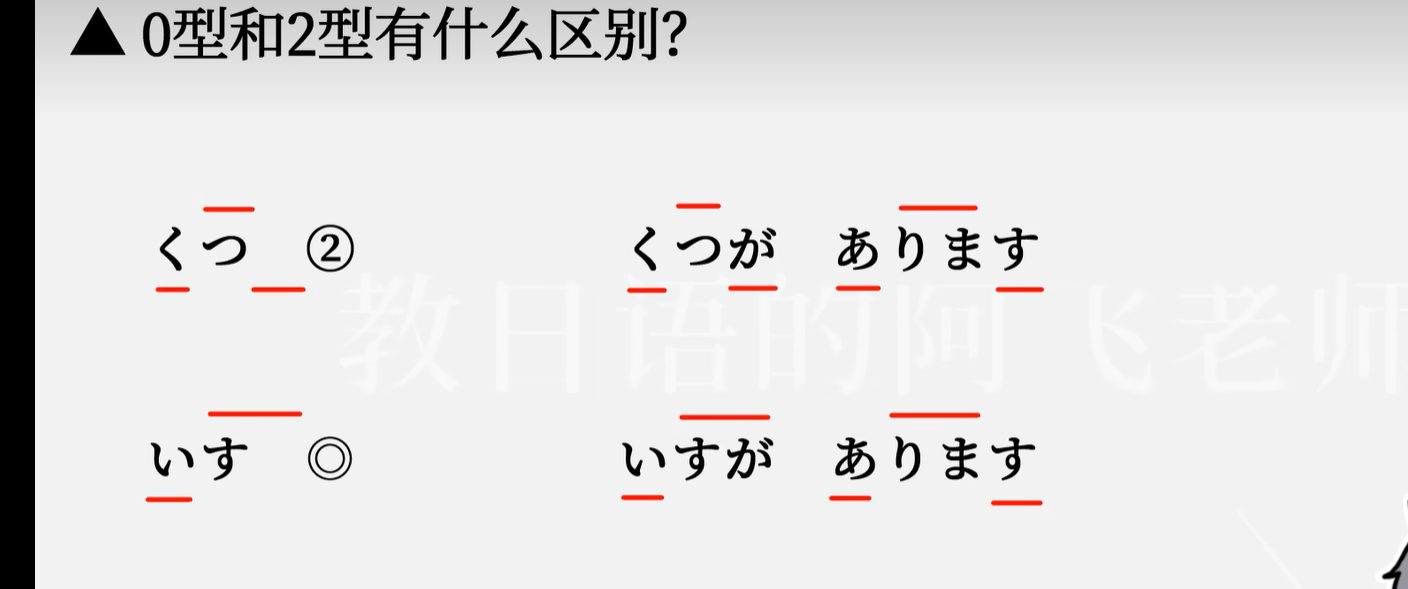 ▲ 0型和2型有什么区别?
くつ ② くつが あります
教日语的阿飞老师
いす ◎ いすが あります